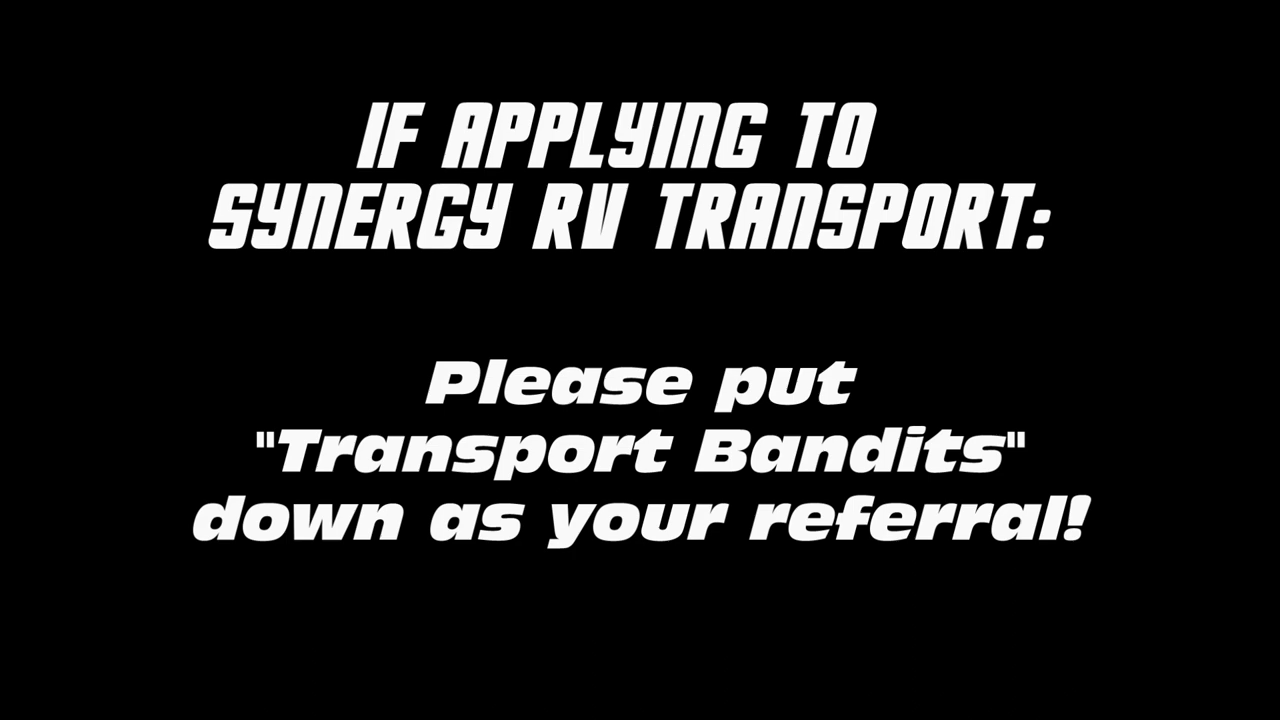 IF APPLYING TO
SYNERGY RV TRANSPORT:
Please put
"Transport Bandits"
down as your referral!